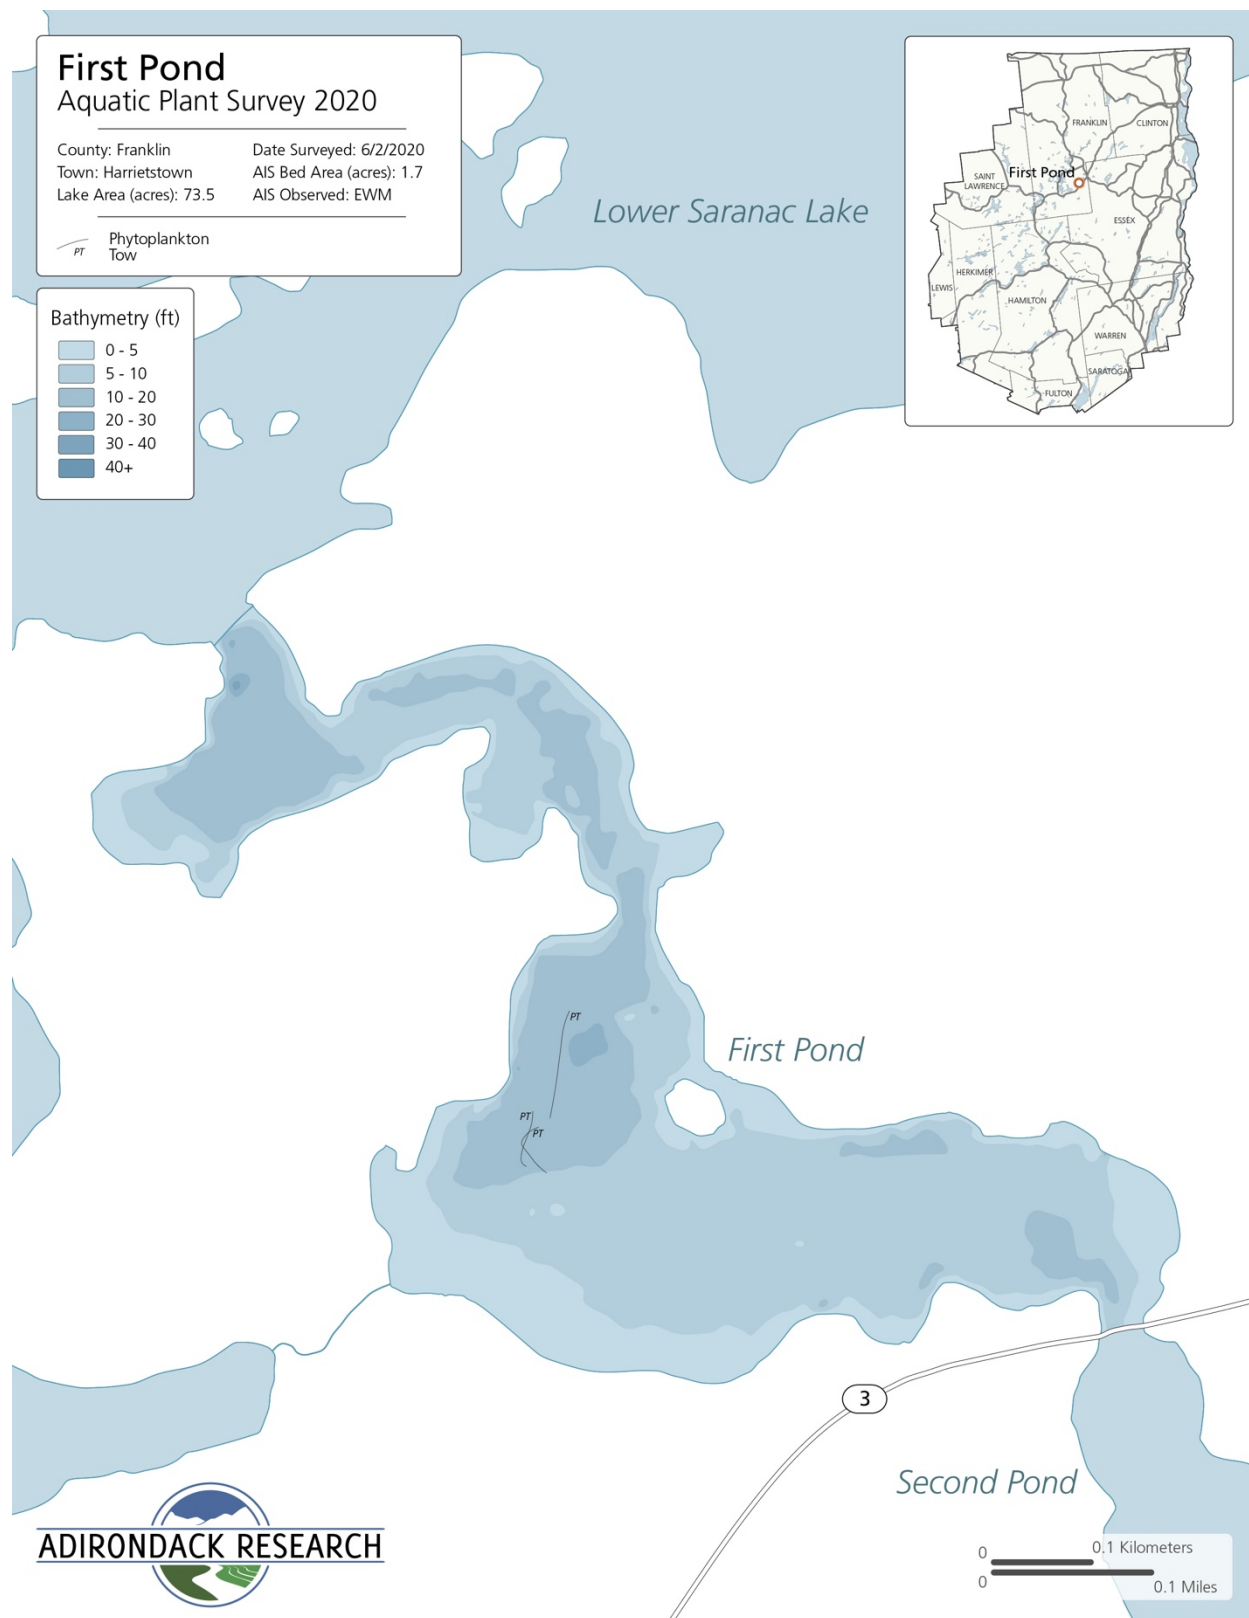 First Pond
Aquatic Plant Survey 2020
County: Franklin
Town: Harrietstown
Lake Area (acres): 73.5
Date Surveyed: 6/2/2020
AIS Bed Area (acres): 1.7
AIS Observed: EWM
PT
Phytoplankton
Tow
Bathymetry (ft)
0 - 5
5 - 10
10 - 20
20 - 30
30 - 40
40+
Lower Saranac Lake
FRANKLIN
CLINTON
First Pond
SAINT
LAWRENCE
ESSEX
HERKIMER
LEWIS
HAMILTON
WARREN
SARATOGA
FULTON
PT
First Pond
PT
PT
3
Second Pond
ADIRONDACK RESEARCH
0
0.1 Kilometers
0
0.1 Miles